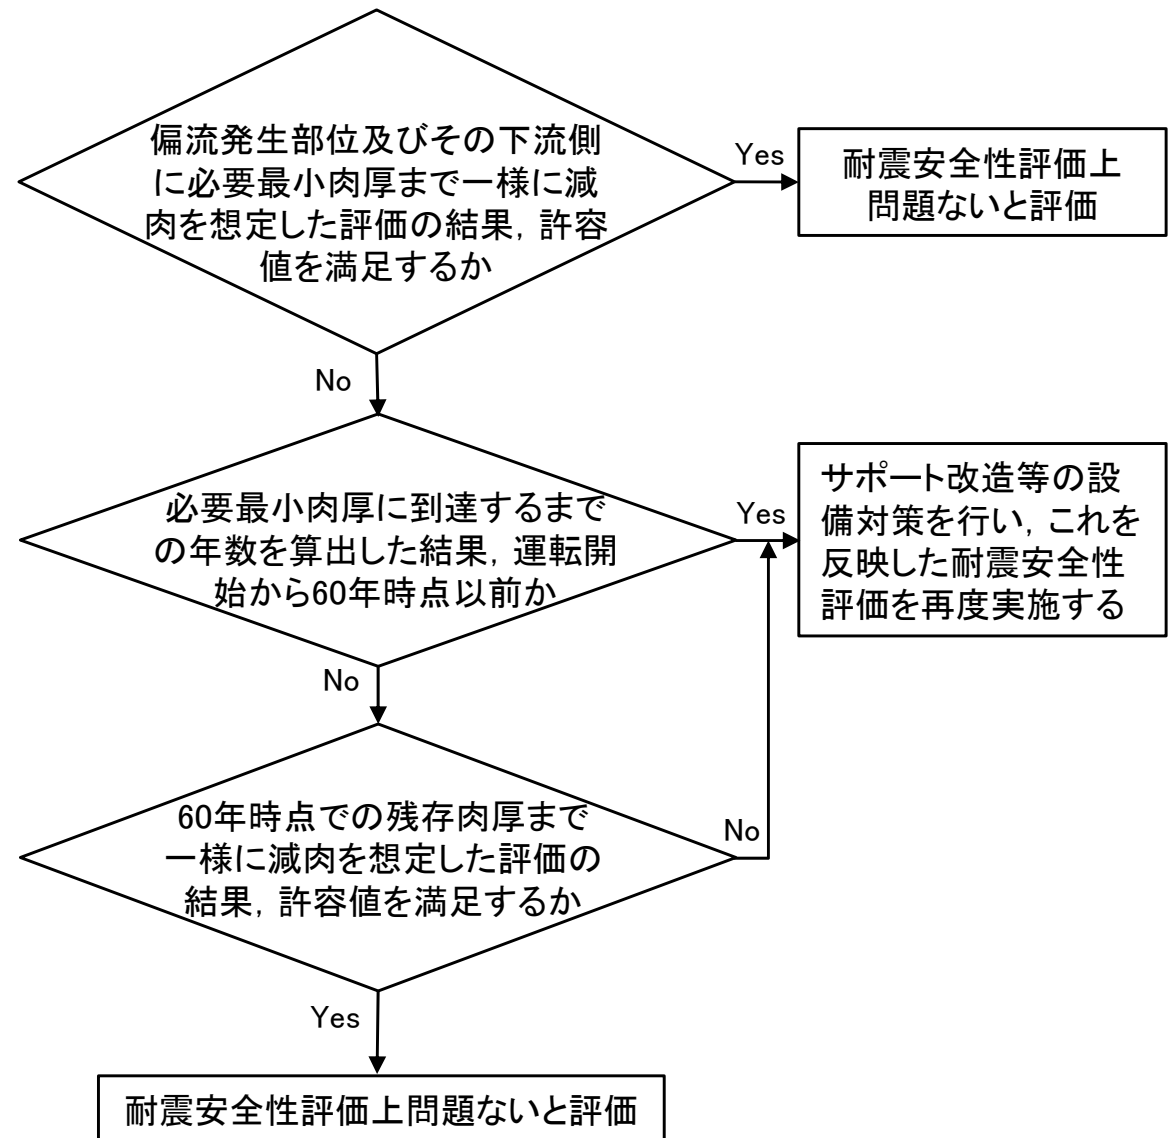 偏流発生部位及びその下流側
に必要最小肉厚まで一様に減
肉を想定した評価の結果，許容
値を満足するか
Yes
耐震安全性評価上
問題ないと評価
No
必要最小肉厚に到達するまで
の年数を算出した結果，運転開
始から60年時点以前か
Yes
サポート改造等の設
備対策を行い，これを
反映した耐震安全性
評価を再度実施する
No
60年時点での残存肉厚まで
一様に減肉を想定した評価の
結果，許容値を満足するか
No
Yes
耐震安全性評価上問題ないと評価